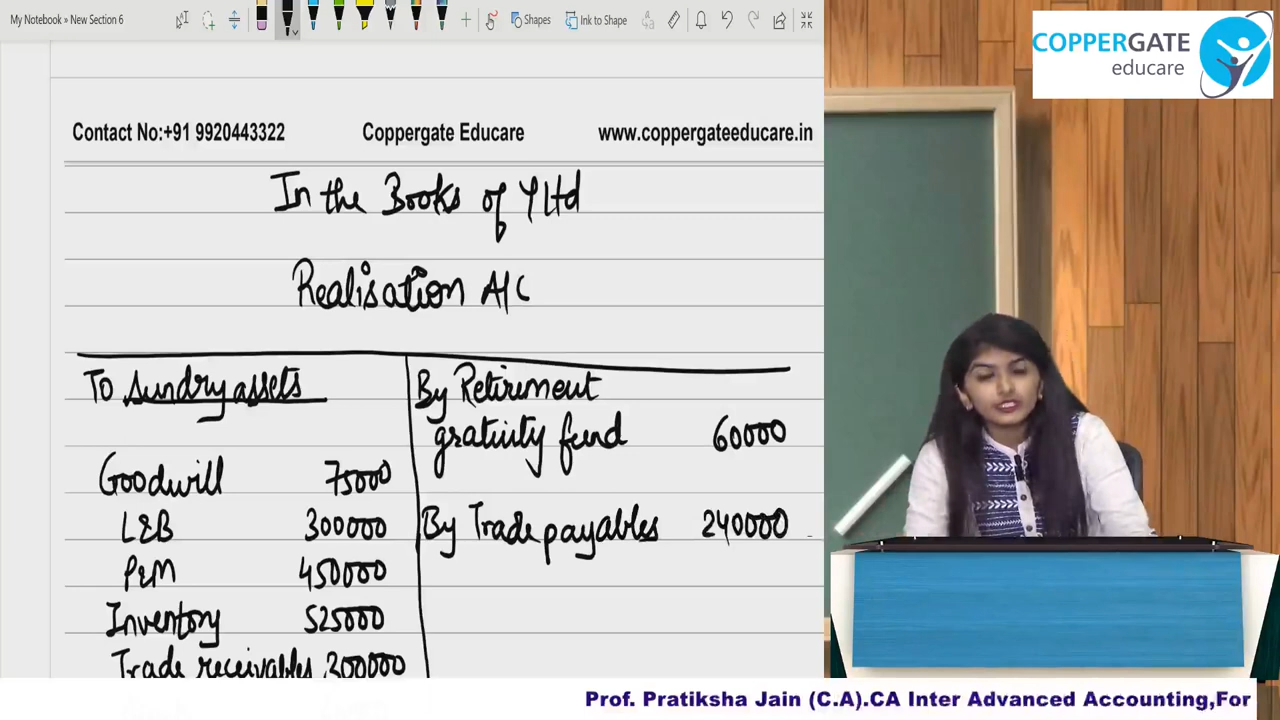 My Notebook » New Section 6
Shapes
Ink to Shape
COPPERGATE
educare
Contact No:+91 9920443322 Coppergate Educare www.coppergateeducare.in
In the Books of Y Ltd
Realisation A/C
To Sundry assets
Goodwill 75000
L&B 300000
P&M 450000
Inventory 525000
Trade receivables 300000
By Retirement
gratuity fund 60000
By Trade payables 240000
Prof. Pratiksha Jain (C.A).CA Inter Advanced Accounting,For